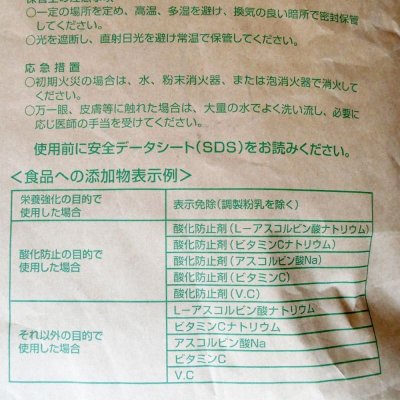 ○一定の場所を定め、高温、多湿を避け、換気の良い暗所で密封保管
してください。
○光を遮断し、直射日光を避け常温で保管してください。
応急措置
○初期火災の場合は、水、粉末消火器、または泡消火器で消火して
ください。
○万一眼、皮膚等に触れた場合は、大量の水でよく洗い流し、必要に
応じ医師の手当を受けてください。
使用前に安全データシート(SDS)をお読みください。
<食品への添加物表示例>
栄養強化の目的で
使用した場合
表示免除(調製粉乳を除く)
酸化防止の目的で
使用した場合
酸化防止剤(L-アスコルビン酸ナトリウム)
酸化防止剤(ビタミンCナトリウム)
酸化防止剤(アスコルビン酸Na)
酸化防止剤(ビタミンC)
酸化防止剤(V.C)
それ以外の目的で
使用した場合
L-アスコルビン酸ナトリウム
ビタミンCナトリウム
アスコルビン酸Na
ビタミンC
V.C